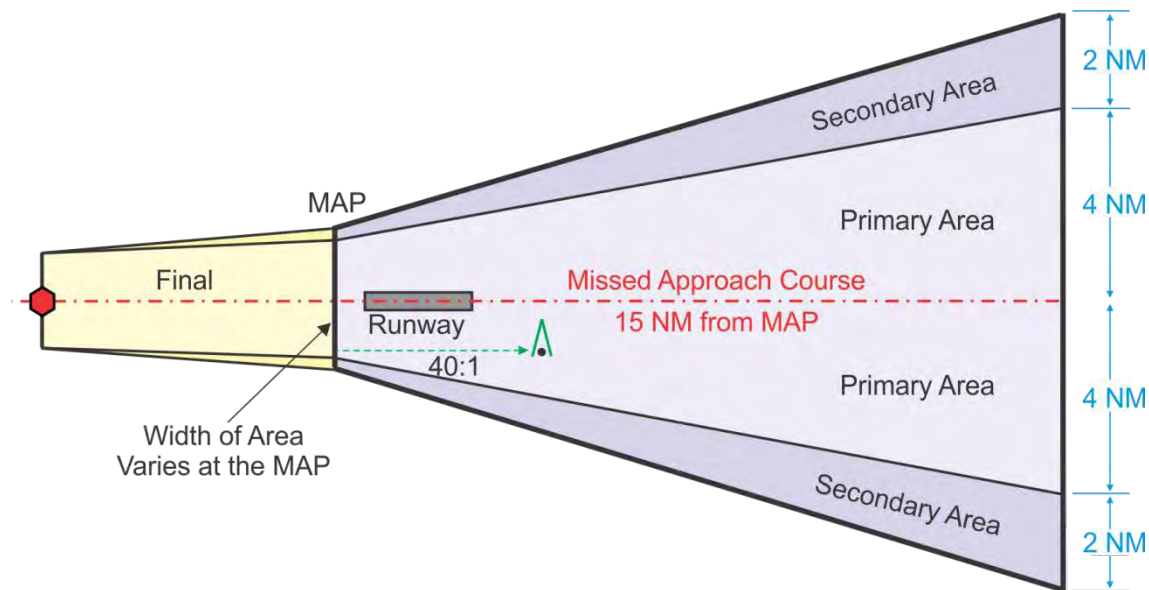 2 NM
Secondary Area
4 NM
MAP
Primary Area
Final
Missed Approach Course
15 NM from MAP
Runway
40:1
Primary Area
4 NM
Width of Area
Varies at the MAP
Secondary Area
2 NM